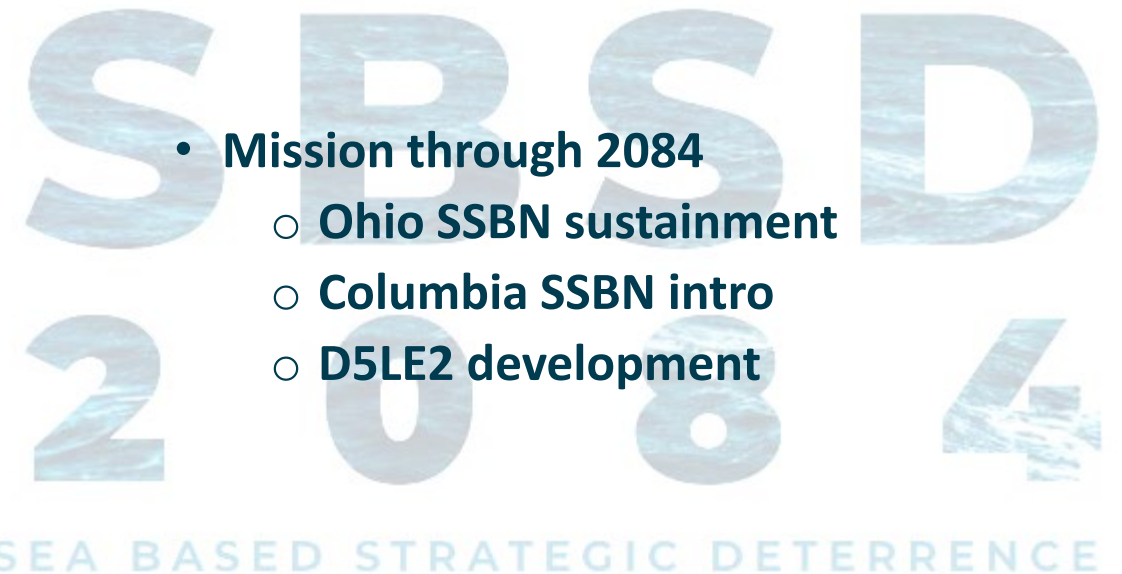 SBSD
• Mission through 2084
○ Ohio SSBN sustainment
○ Columbia SSBN intro
○ D5LE2 development
2084
SEA BASED STRATEGIC DETERRENCE